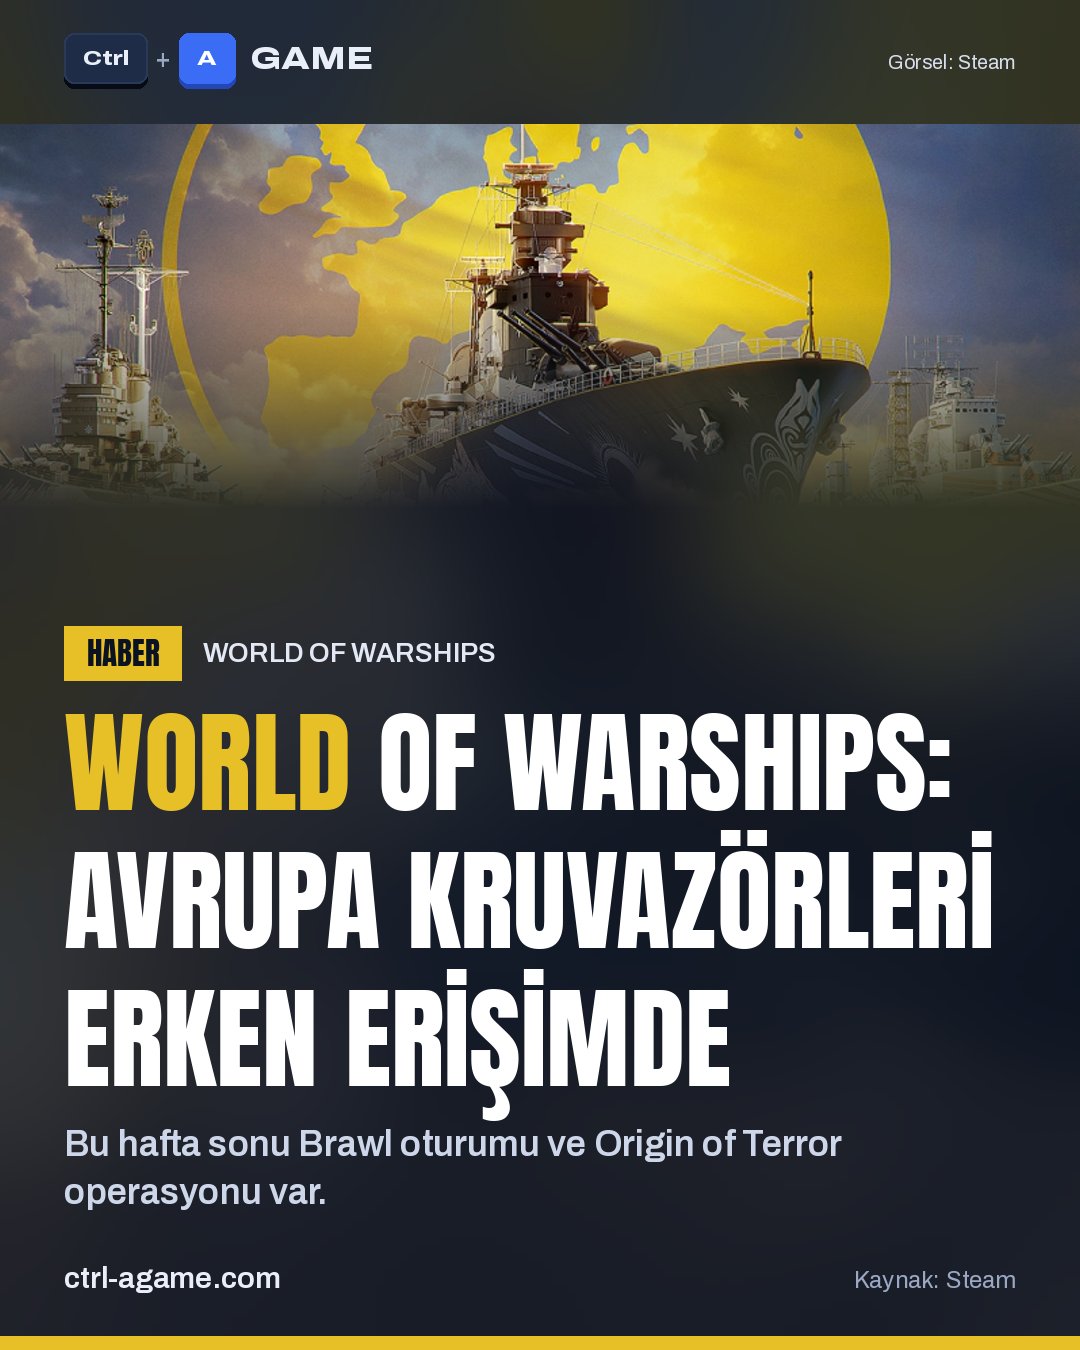 Ctrl + A GAME
Görsel: Steam
HABER WORLD OF WARSHIPS
WORLD OF WARSHIPS:
AVRUPA KRUVAZÖRLERİ
ERKEN ERİŞİMDE
Bu hafta sonu Brawl oturumu ve Origin of Terror
operasyonu var.
ctrl-agame.com
Kaynak: Steam